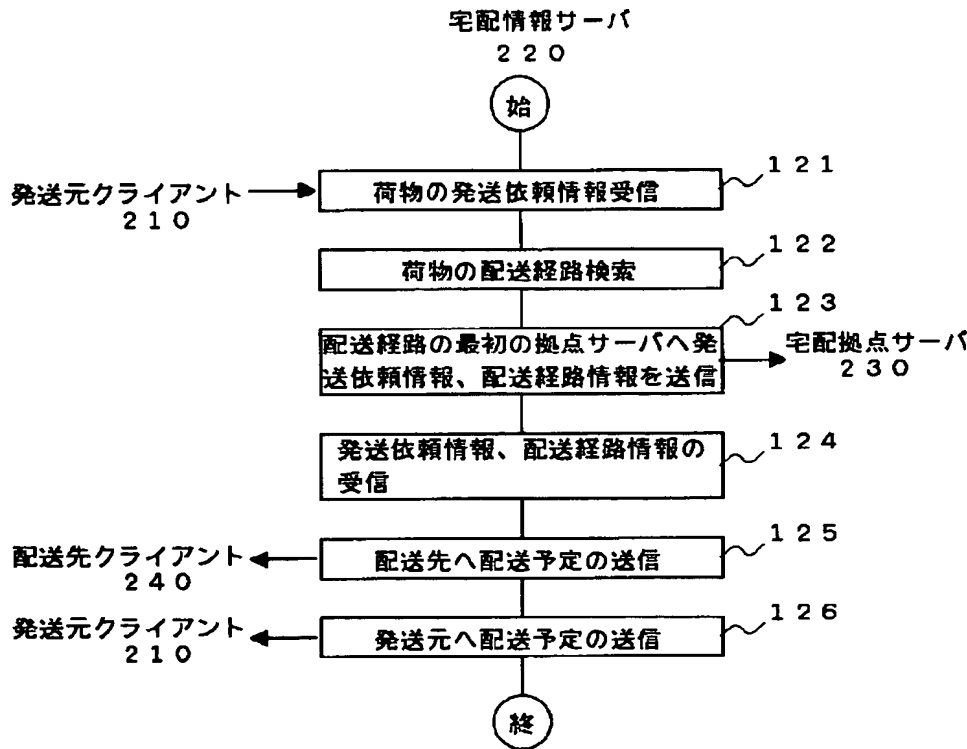 宅配情報サーバ
２２０
始
１２１
発送元クライアント
２１０
荷物の発送依頼情報受信
１２２
荷物の配送経路検索
１２３
配送経路の最初の拠点サーバへ発
送依頼情報、配送経路情報を送信
宅配拠点サーバ
２３０
１２４
発送依頼情報、配送経路情報の
受信
１２５
配送先クライアント
２４０
配送先へ配送予定の送信
１２６
発送元クライアント
２１０
発送元へ配送予定の送信
終